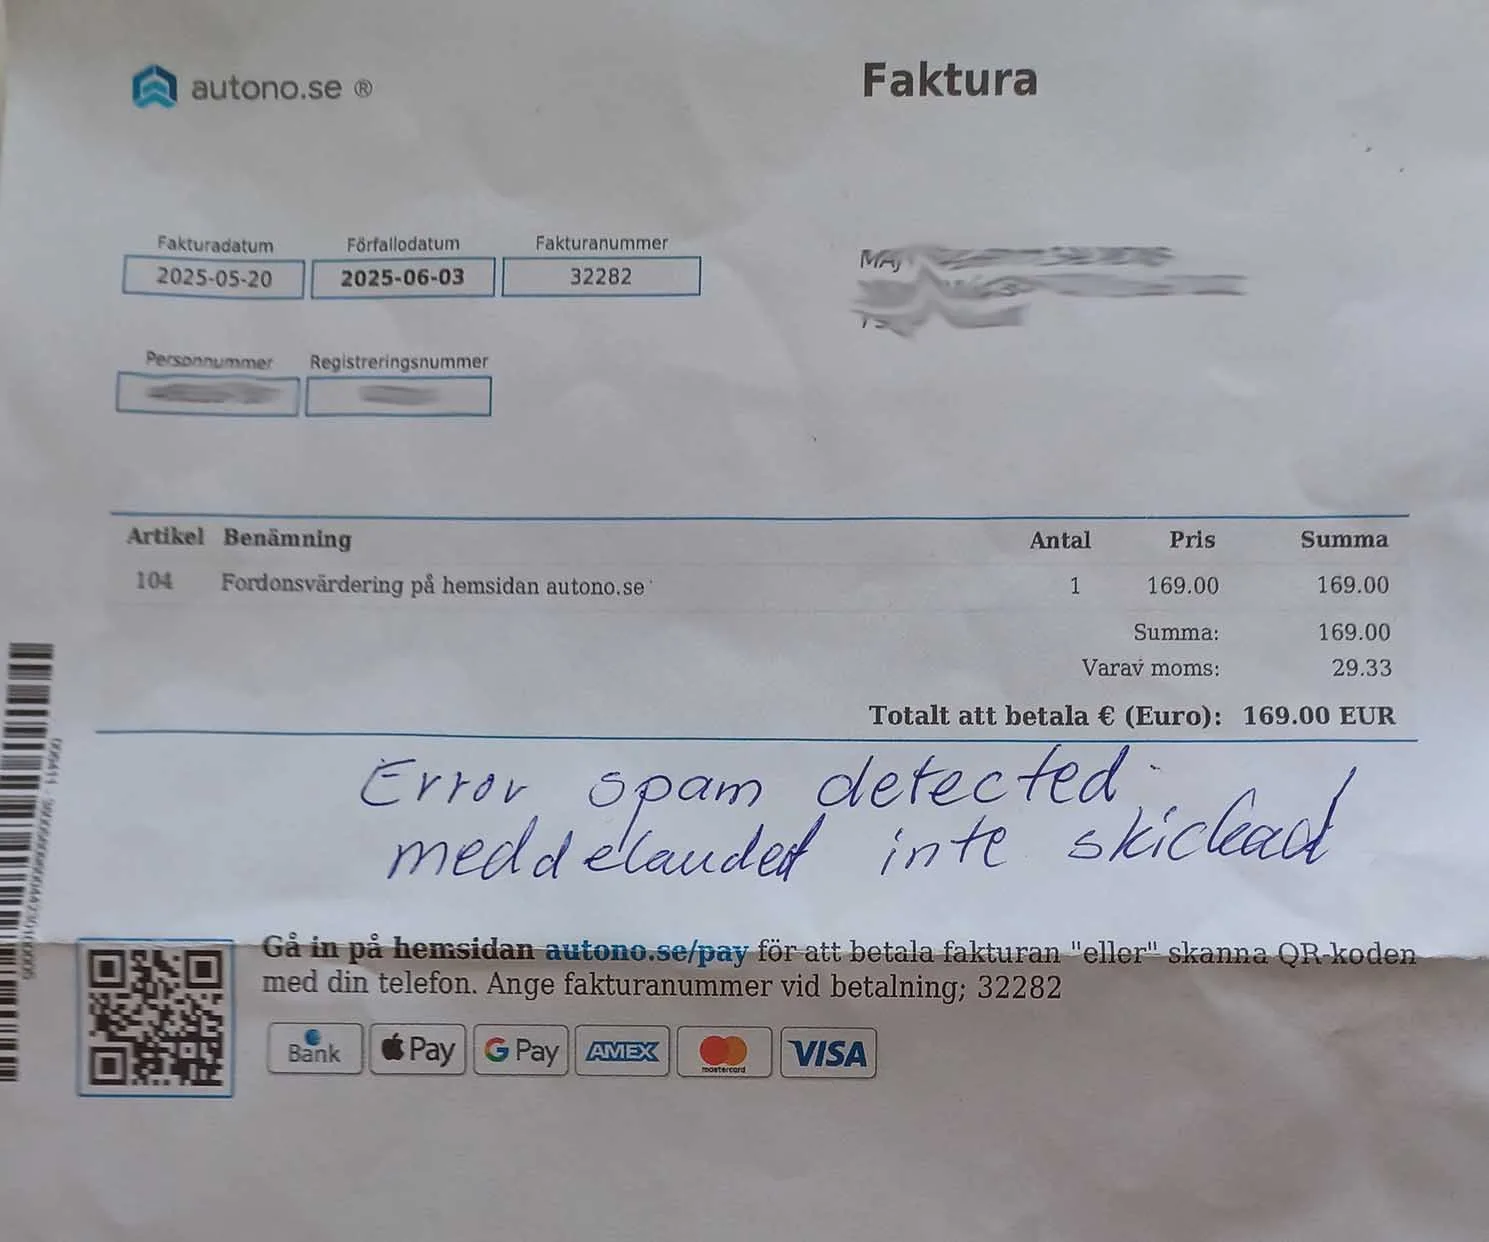 autono.se ®
Faktura
Fakturadatum Förfallodatum Fakturanummer
2025-05-20 2025-06-03 32282
MAJ
Personnummer Registreringsnummer
Artikel Benämning Antal Pris Summa
104 Fordonsvärdering på hemsidan autono.se 1 169.00 169.00
Summa: 169.00
Varav moms: 29.33
Totalt att betala € (Euro): 169.00 EUR
Error spam detected
meddelandet inte skickad
Gå in på hemsidan autono.se/pay för att betala fakturan "eller" skanna QR-koden
med din telefon. Ange fakturanummer vid betalning; 32282
Bank Pay G Pay AMEX mastercard VISA